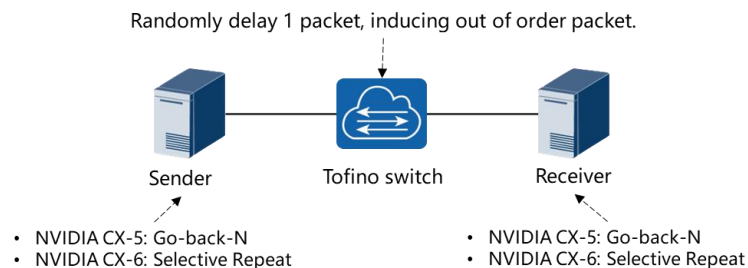 Randomly delay 1 packet, inducing out of order packet.
Sender
Tofino switch
Receiver
• NVIDIA CX-5: Go-back-N
• NVIDIA CX-6: Selective Repeat
• NVIDIA CX-5: Go-back-N
• NVIDIA CX-6: Selective Repeat